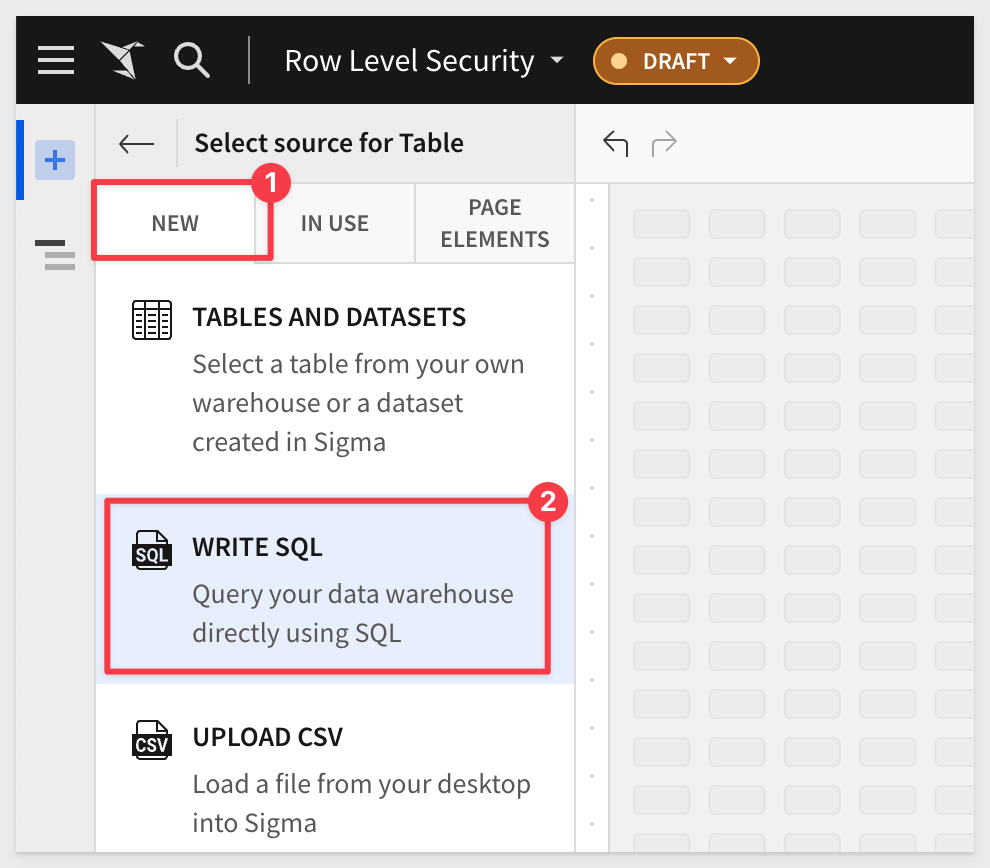 Row Level Security
DRAFT
Select source for Table
1
NEW
IN USE
PAGE
ELEMENTS
TABLES AND DATASETS
Select a table from your own
warehouse or a dataset
created in Sigma
2
SQL
WRITE SQL
Query your data warehouse
directly using SQL
CSV
UPLOAD CSV
Load a file from your desktop
into Sigma